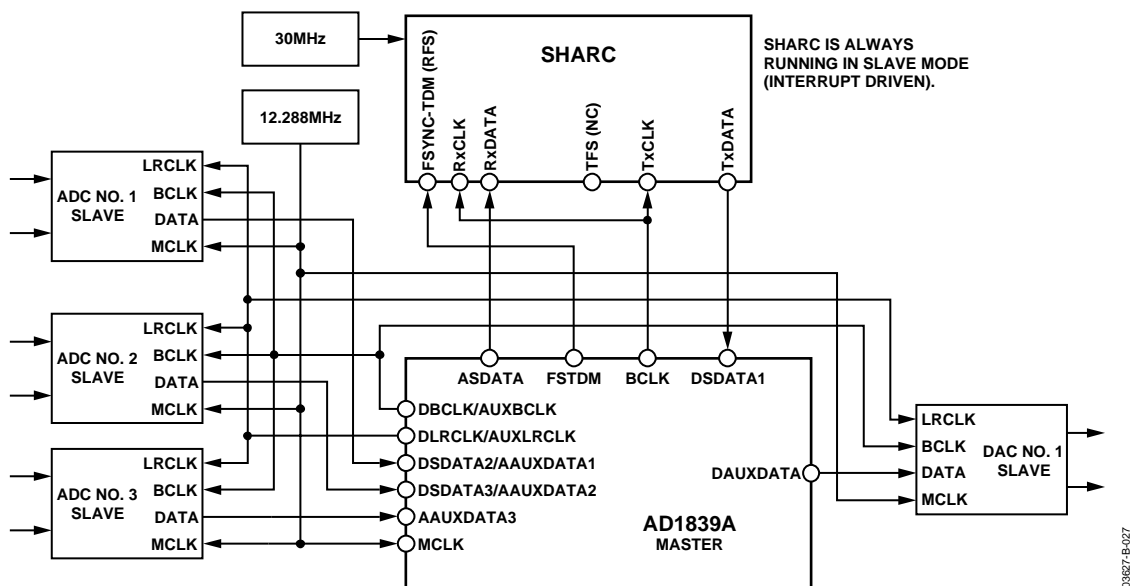 30MHz
SHARC
SHARC IS ALWAYS
RUNNING IN SLAVE MODE
(INTERRUPT DRIVEN).
12.288MHz
FSYNC-TDM (RFS)
RxCLK
RxDATA
TFS (NC)
TxCLK
TxDATA
ADC NO. 1
SLAVE
LRCLK
BCLK
DATA
MCLK
ADC NO. 2
SLAVE
LRCLK
BCLK
DATA
MCLK
ADC NO. 3
SLAVE
LRCLK
BCLK
DATA
MCLK
ASDATA
FSTDM
BCLK
DSDATA1
DBCLK/AUXBCLK
DLRCLK/AUXLRCLK
DSDATA2/AAUXDATA1
DSDATA3/AAUXDATA2
AAUXDATA3
MCLK
DAUXDATA
AD1839A
MASTER
LRCLK
BCLK
DATA
MCLK
DAC NO. 1
SLAVE
03627-B-027